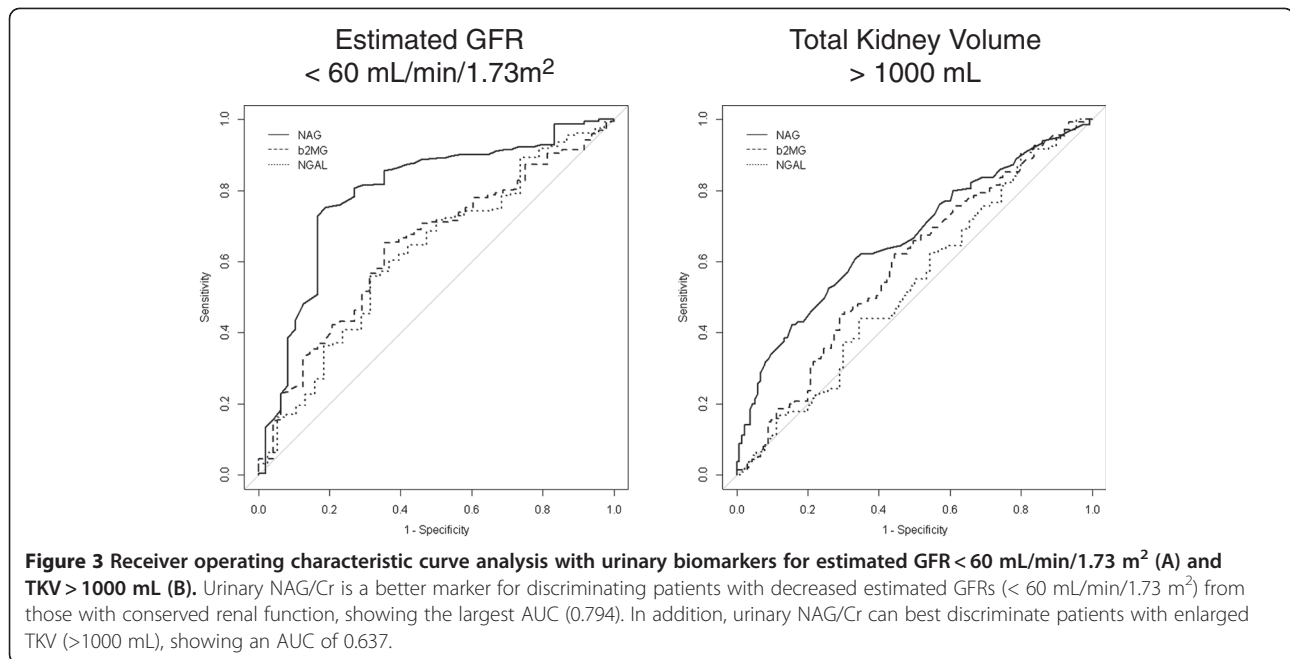 Estimated GFR
< 60 mL/min/1.73m²
Total Kidney Volume
> 1000 mL
NAG
b2MG
NGAL
Sensitivity
1.0
0.8
0.6
0.4
0.2
0.0
0.0 0.2 0.4 0.6 0.8 1.0
1 - Specificity
NAG
b2MG
NGAL
Sensitivity
1.0
0.8
0.6
0.4
0.2
0.0
0.0 0.2 0.4 0.6 0.8 1.0
1 - Specificity
Figure 3 Receiver operating characteristic curve analysis with urinary biomarkers for estimated GFR < 60 mL/min/1.73 m² (A) and
TKV > 1000 mL (B). Urinary NAG/Cr is a better marker for discriminating patients with decreased estimated GFRs (< 60 mL/min/1.73 m²) from
those with conserved renal function, showing the largest AUC (0.794). In addition, urinary NAG/Cr can best discriminate patients with enlarged
TKV (>1000 mL), showing an AUC of 0.637.